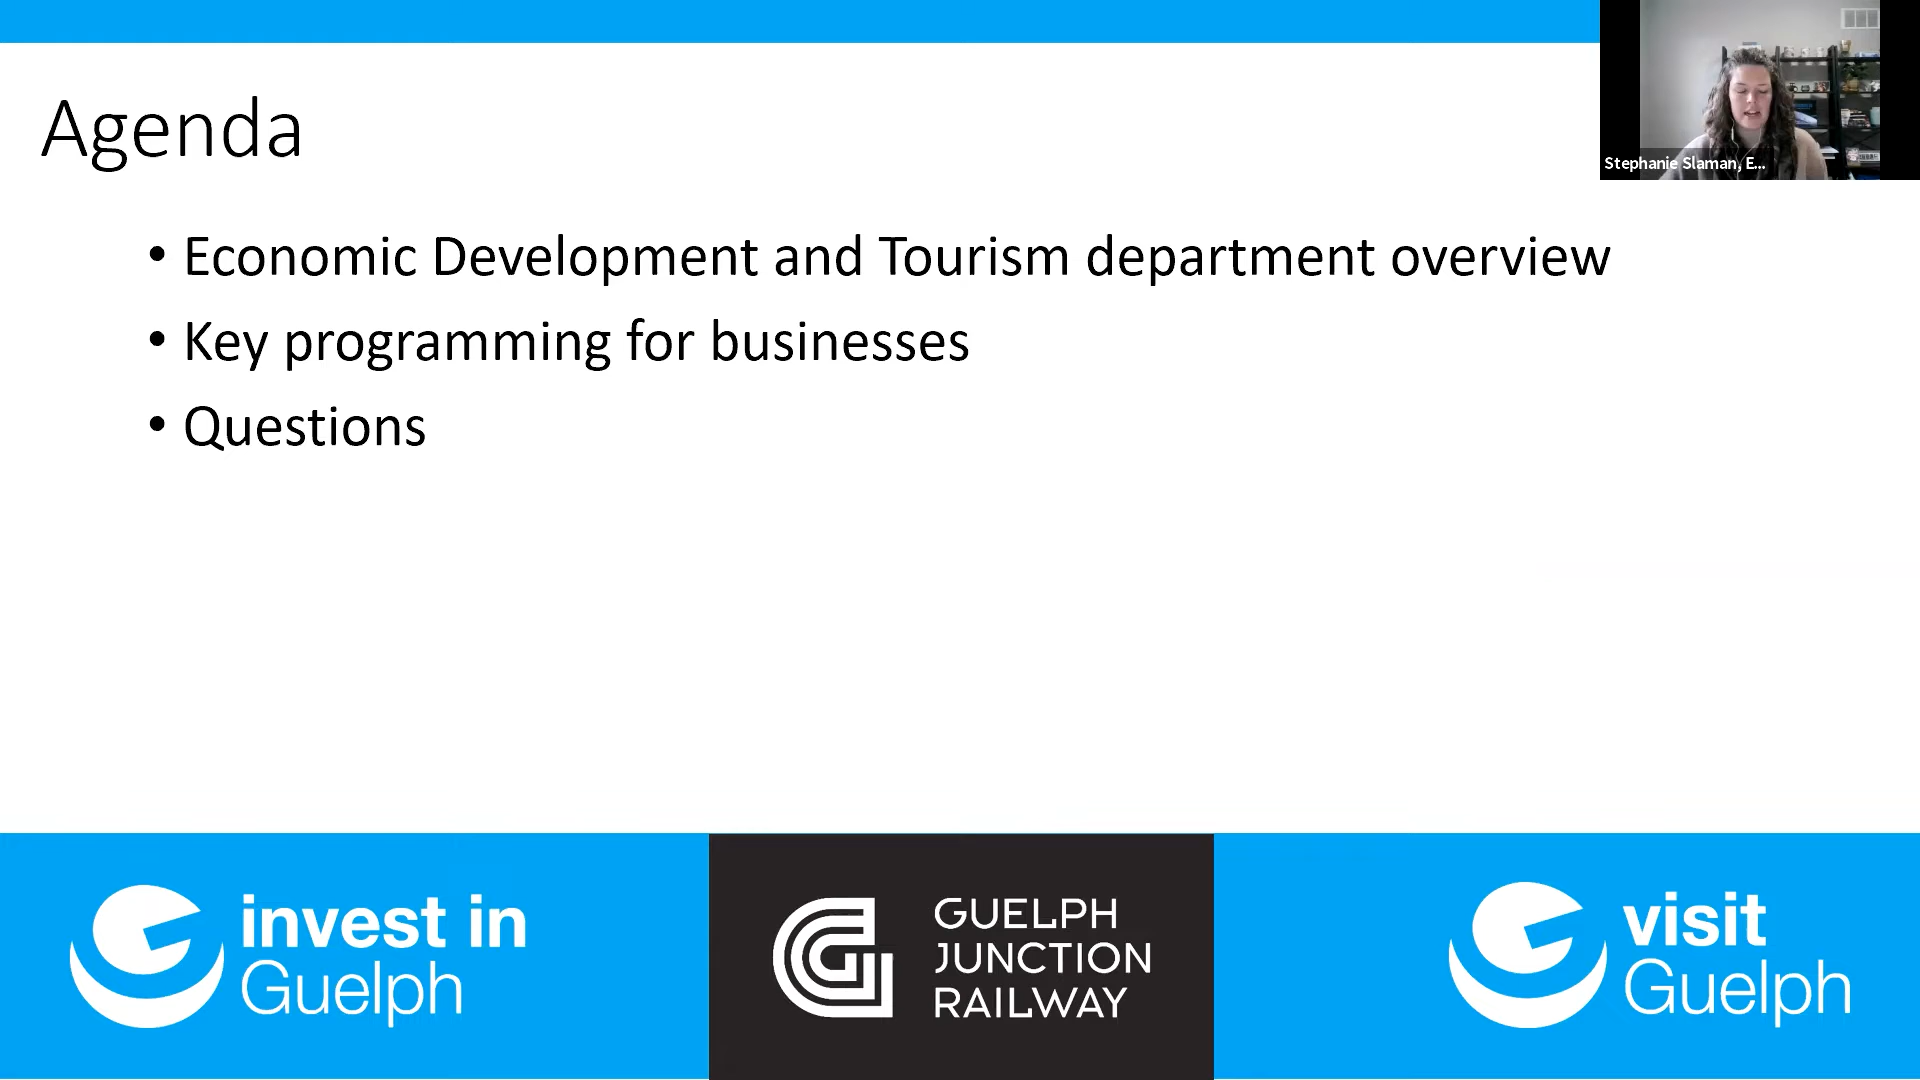 Agenda
Stephanie Slaman, E...
• Economic Development and Tourism department overview
• Key programming for businesses
• Questions
invest in
Guelph
GUELPH
JUNCTION
RAILWAY
visit
Guelph